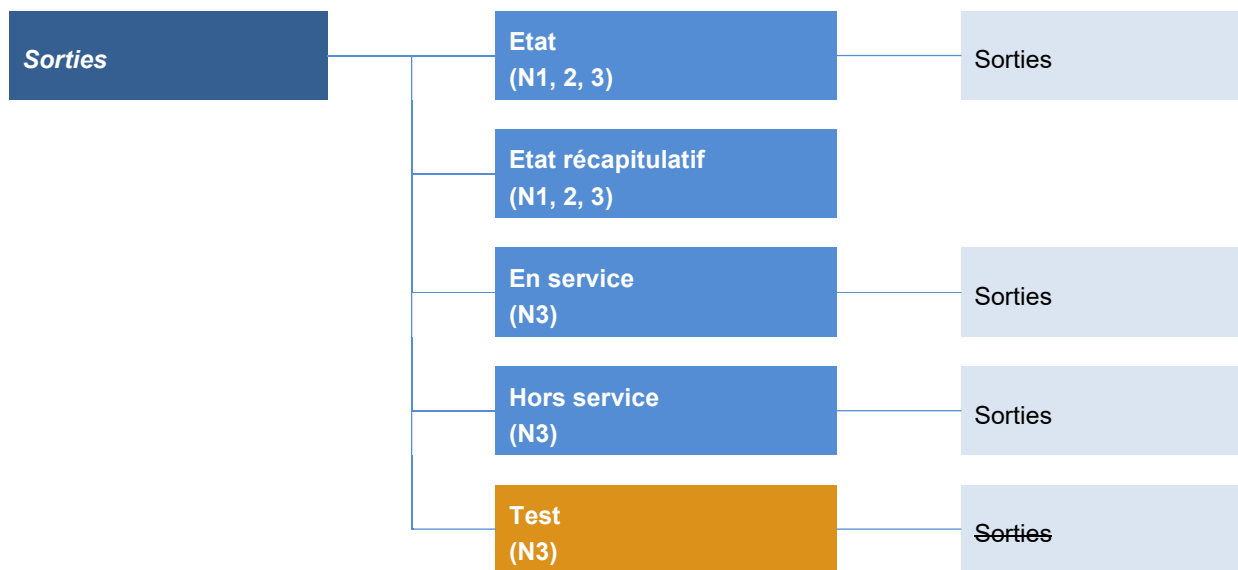 Sorties
Etat
(N1, 2, 3)
Sorties
Etat récapitulatif
(N1, 2, 3)
En service
(N3)
Sorties
Hors service
(N3)
Sorties
Test
(N3)
Sorties